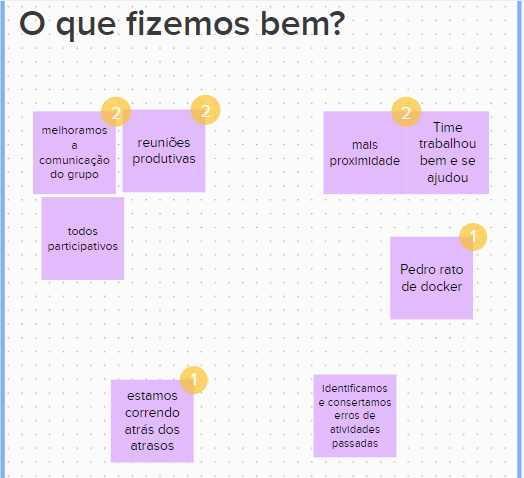 O que fizemos bem?
2
melhoramos
a
comunicação
do grupo
2
reuniões
produtivas
todos
participativos
2
mais
proximidade
Time
trabalhou
bem e se
ajudou
1
Pedro rato
de docker
1
estamos
correndo
atrás dos
atrasos
Identificamos
e consertamos
erros de
atividades
passadas